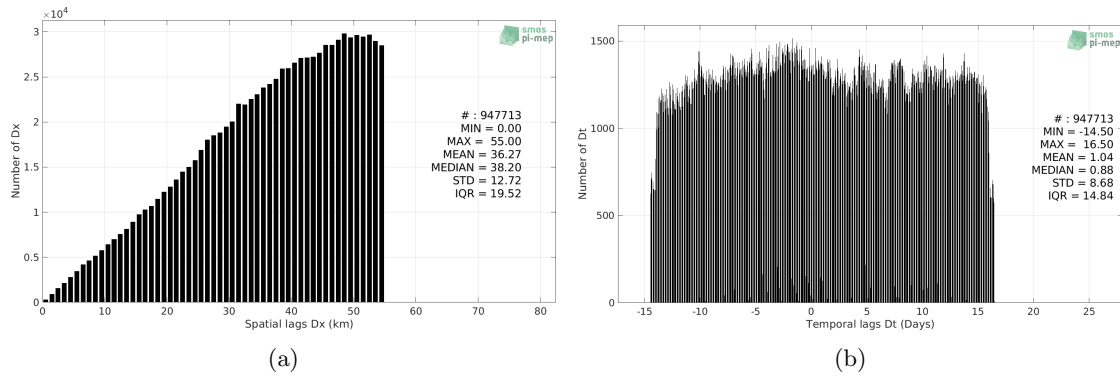 ×10⁴
3
2.5
2
1.5
1
0.5
0
Number of Dx
0 10 20 30 40 50 60 70 80
Spatial lags Dx (km)
smos
pi-mep
# : 947713
MIN = 0.00
MAX = 55.00
MEAN = 36.27
MEDIAN = 38.20
STD = 12.72
IQR = 19.52
(a)
1500
1000
500
0
Number of Dt
-15 -10 -5 0 5 10 15 20 25
Temporal lags Dt (Days)
smos
pi-mep
# : 947713
MIN = -14.50
MAX = 16.50
MEAN = 1.04
MEDIAN = 0.88
STD = 8.68
IQR = 14.84
(b)